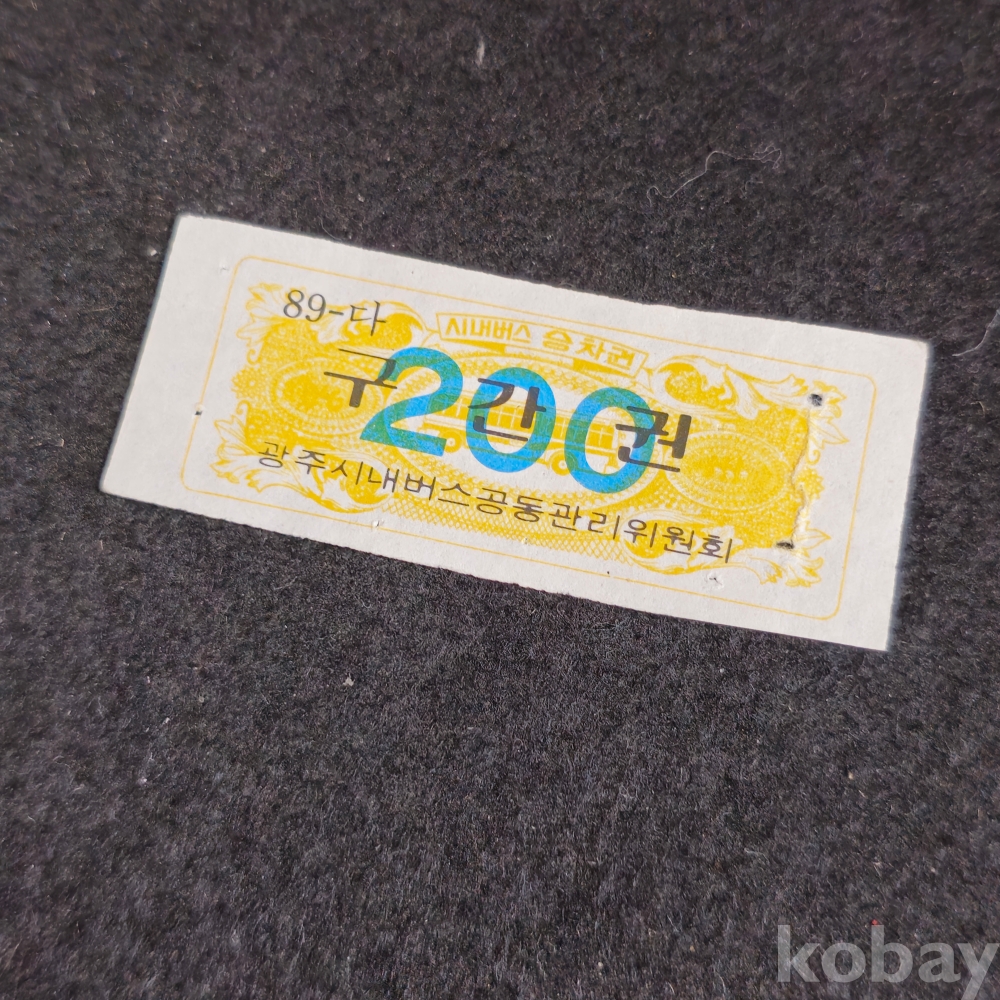 89-다
시내버스 승차권
200
구간권
광주시내버스공동관리위원회
kobay